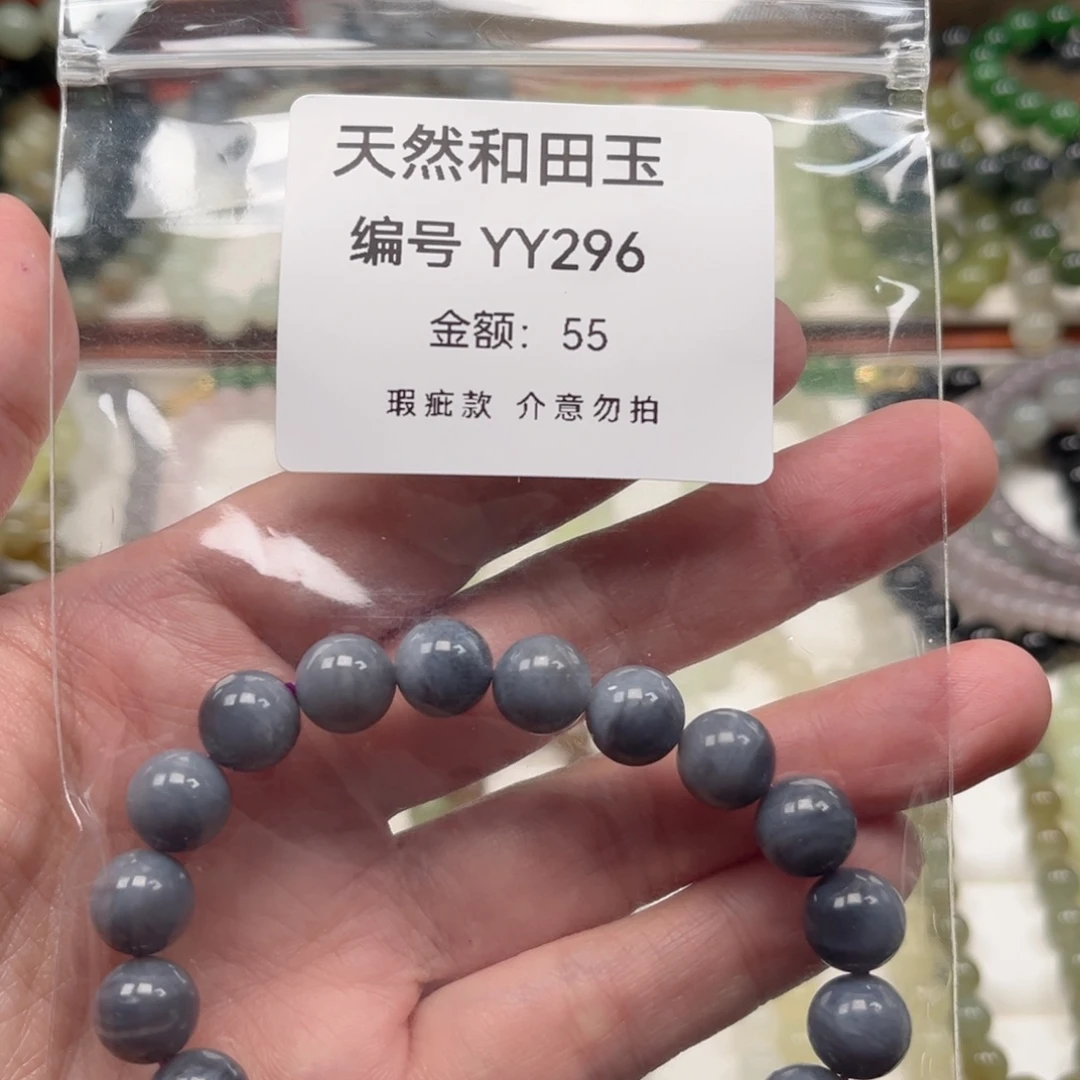 天然和田玉
编号 YY296
金额：55
瑕疵款 介意勿拍